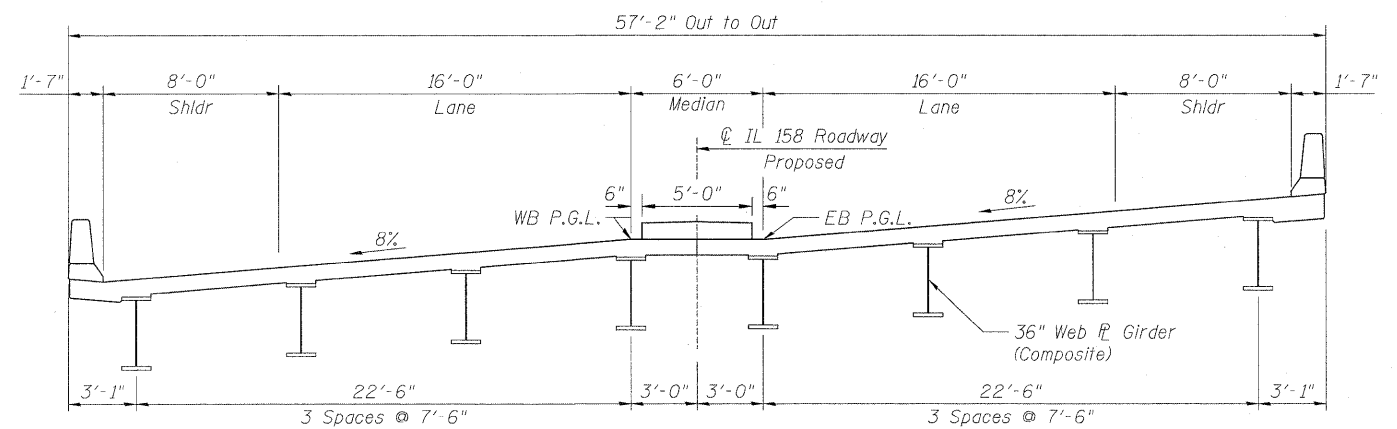 57'-2" Out to Out
1'-7" 8'-0" 16'-0" 6'-0" 16'-0" 8'-0" 1'-7"
Shldr Lane Median Lane Shldr
℄ IL 158 Roadway
Proposed
6" 5'-0" 6" 8%
WB P.G.L. EB P.G.L.
8%
36" Web ⅊ Girder
(Composite)
3'-1" 22'-6" 3'-0" 3'-0" 22'-6" 3'-1"
3 Spaces @ 7'-6" 3 Spaces @ 7'-6"